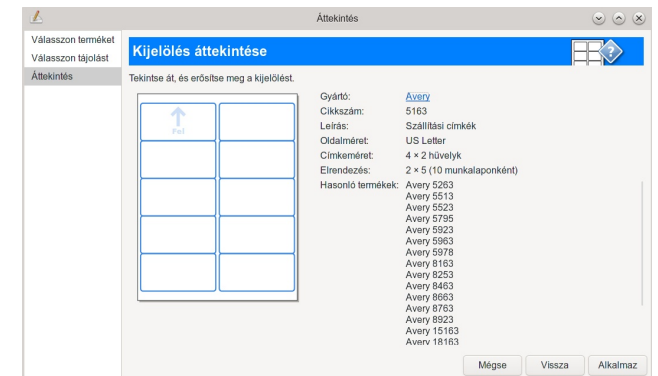 Áttekintés
Válasszon terméket
Válasszon tájolást
Áttekintés
Kijelölés áttekintése
Tekintse át, és erősítse meg a kijelölést.
Fel
Gyártó: Avery
Cikkszám: 5163
Leírás: Szállítási címkék
Oldalméret: US Letter
Címkeméret: 4 × 2 hüvelyk
Elrendezés: 2 × 5 (10 munkalaponként)
Hasonló termékek: Avery 5263
Avery 5513
Avery 5523
Avery 5795
Avery 5923
Avery 5963
Avery 5978
Avery 8163
Avery 8253
Avery 8463
Avery 8663
Avery 8763
Avery 8923
Avery 15163
Avery 18163
Mégse Vissza Alkalmaz